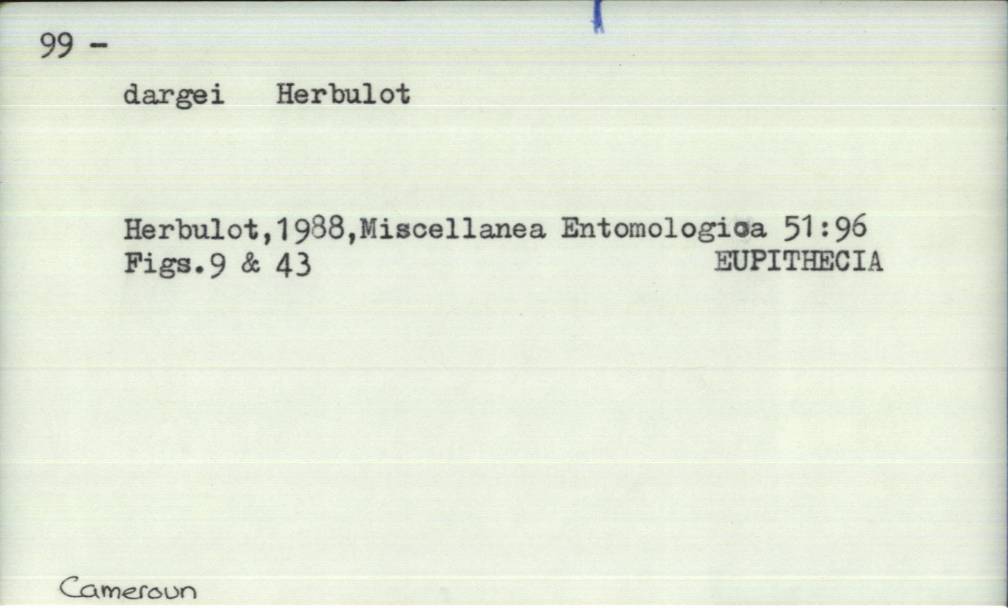 99 -
dargei Herbulot
Herbulot,1988,Miscellanea Entomologica 51:96
Figs.9 & 43 EUPITHECIA
Cameroun